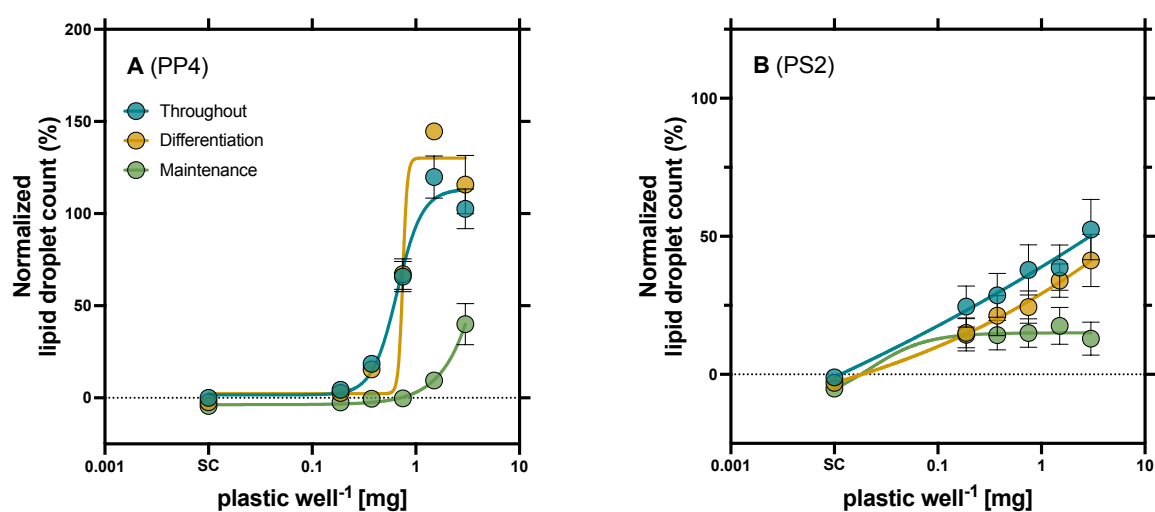 A (PP4)
Throughout
Differentiation
Maintenance
Normalized
lipid droplet count (%)
200
150
100
50
0
0.001
SC
0.1
1
10
plastic well-1 [mg]
B (PS2)
Normalized
lipid droplet count (%)
100
50
0
0.001
SC
0.1
1
10
plastic well-1 [mg]